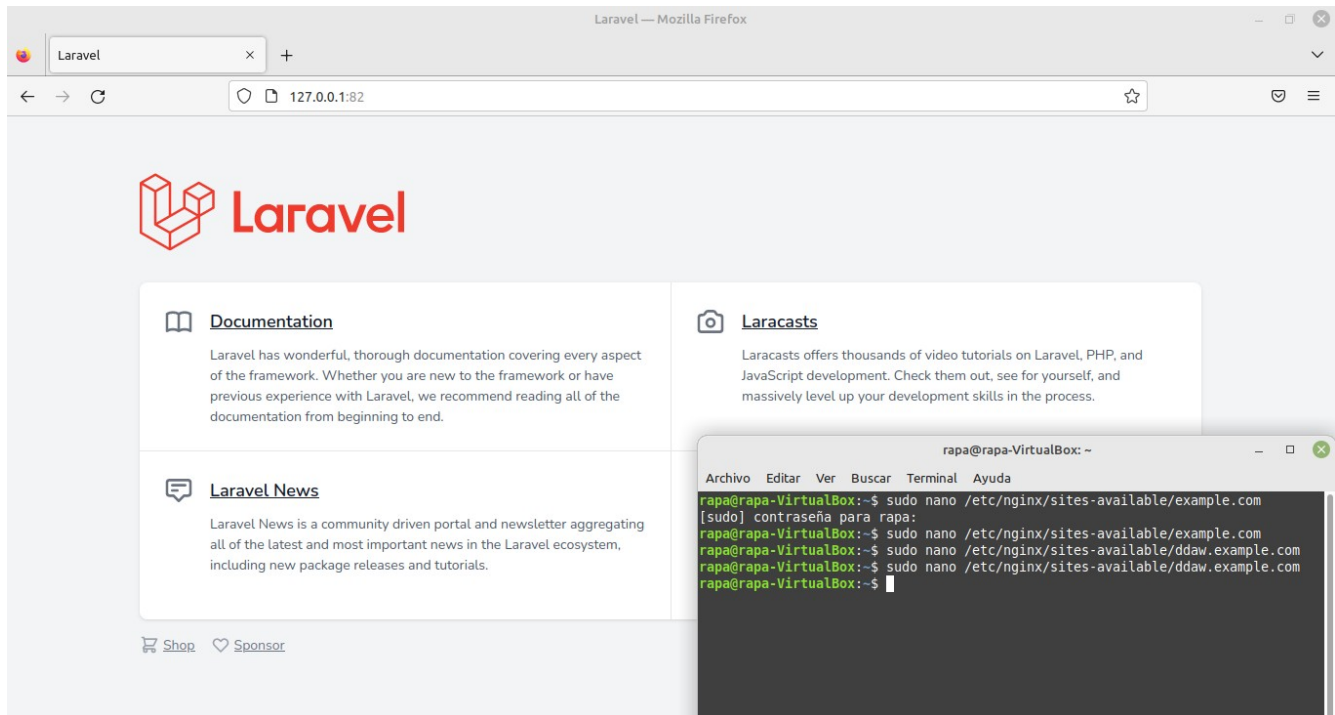 Laravel — Mozilla Firefox
Laravel
127.0.0.1:82
Laravel
Documentation
Laravel has wonderful, thorough documentation covering every aspect
of the framework. Whether you are new to the framework or have
previous experience with Laravel, we recommend reading all of the
documentation from beginning to end.
Laracasts
Laracasts offers thousands of video tutorials on Laravel, PHP, and
JavaScript development. Check them out, see for yourself, and
massively level up your development skills in the process.
Laravel News
Laravel News is a community driven portal and newsletter aggregating
all of the latest and most important news in the Laravel ecosystem,
including new package releases and tutorials.
Shop Sponsor
rapa@rapa-VirtualBox: ~
Archivo Editar Ver Buscar Terminal Ayuda
rapa@rapa-VirtualBox:~$ sudo nano /etc/nginx/sites-available/example.com
[sudo] contraseña para rapa:
rapa@rapa-VirtualBox:~$ sudo nano /etc/nginx/sites-available/example.com
rapa@rapa-VirtualBox:~$ sudo nano /etc/nginx/sites-available/ddaw.example.com
rapa@rapa-VirtualBox:~$ sudo nano /etc/nginx/sites-available/ddaw.example.com
rapa@rapa-VirtualBox:~$